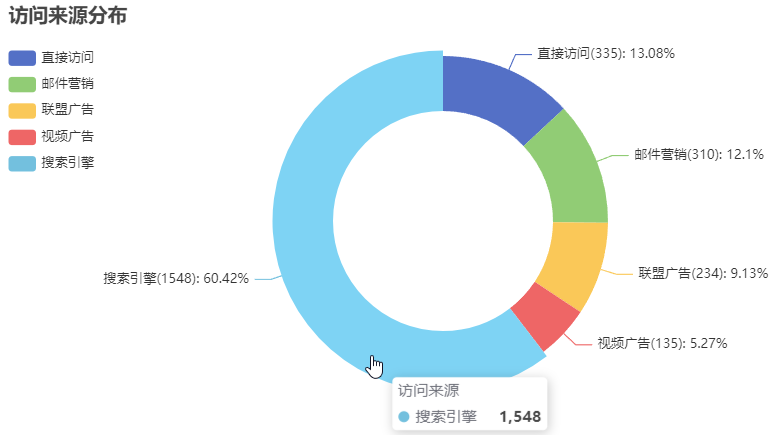 访问来源分布
直接访问
邮件营销
联盟广告
视频广告
搜索引擎
直接访问(335): 13.08%
邮件营销(310): 12.1%
联盟广告(234): 9.13%
搜索引擎(1548): 60.42%
视频广告(135): 5.27%
访问来源
搜索引擎 1,548